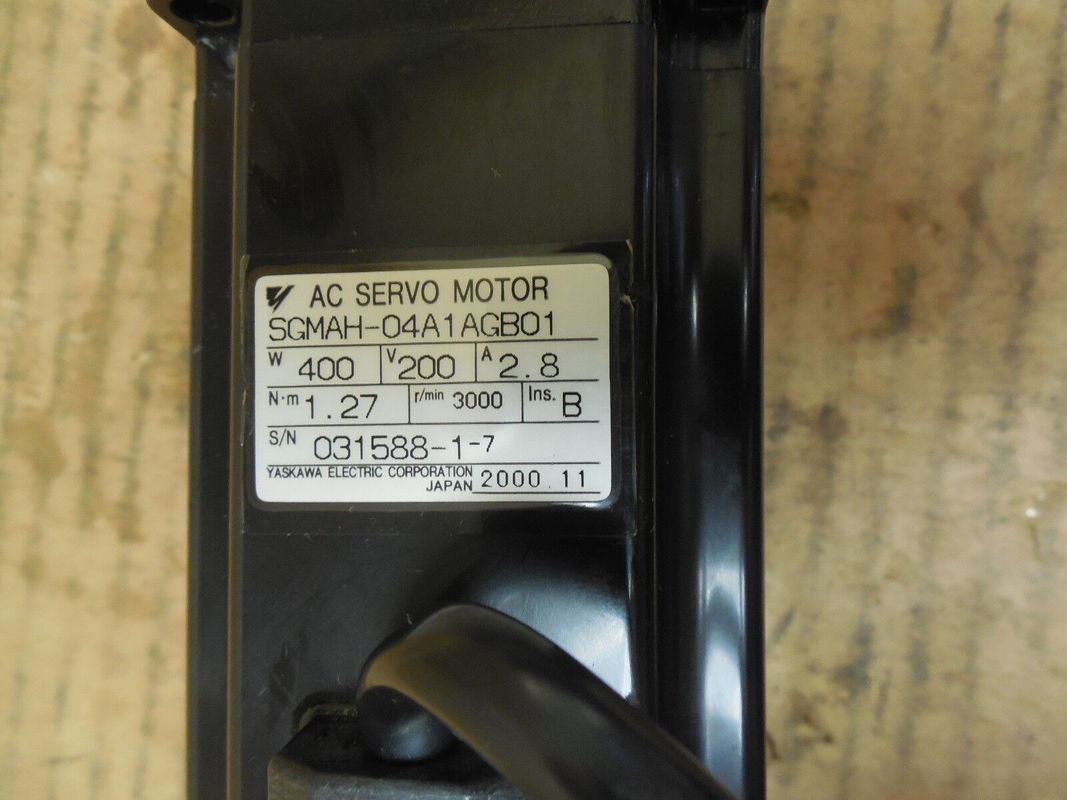 AC SERVO MOTOR
SGMAH-04A1AGB01
W 400 V 200 A 2.8
N·m 1.27 r/min 3000 Ins. B
S/N 031588-1-7
YASKAWA ELECTRIC CORPORATION
JAPAN 2000.11